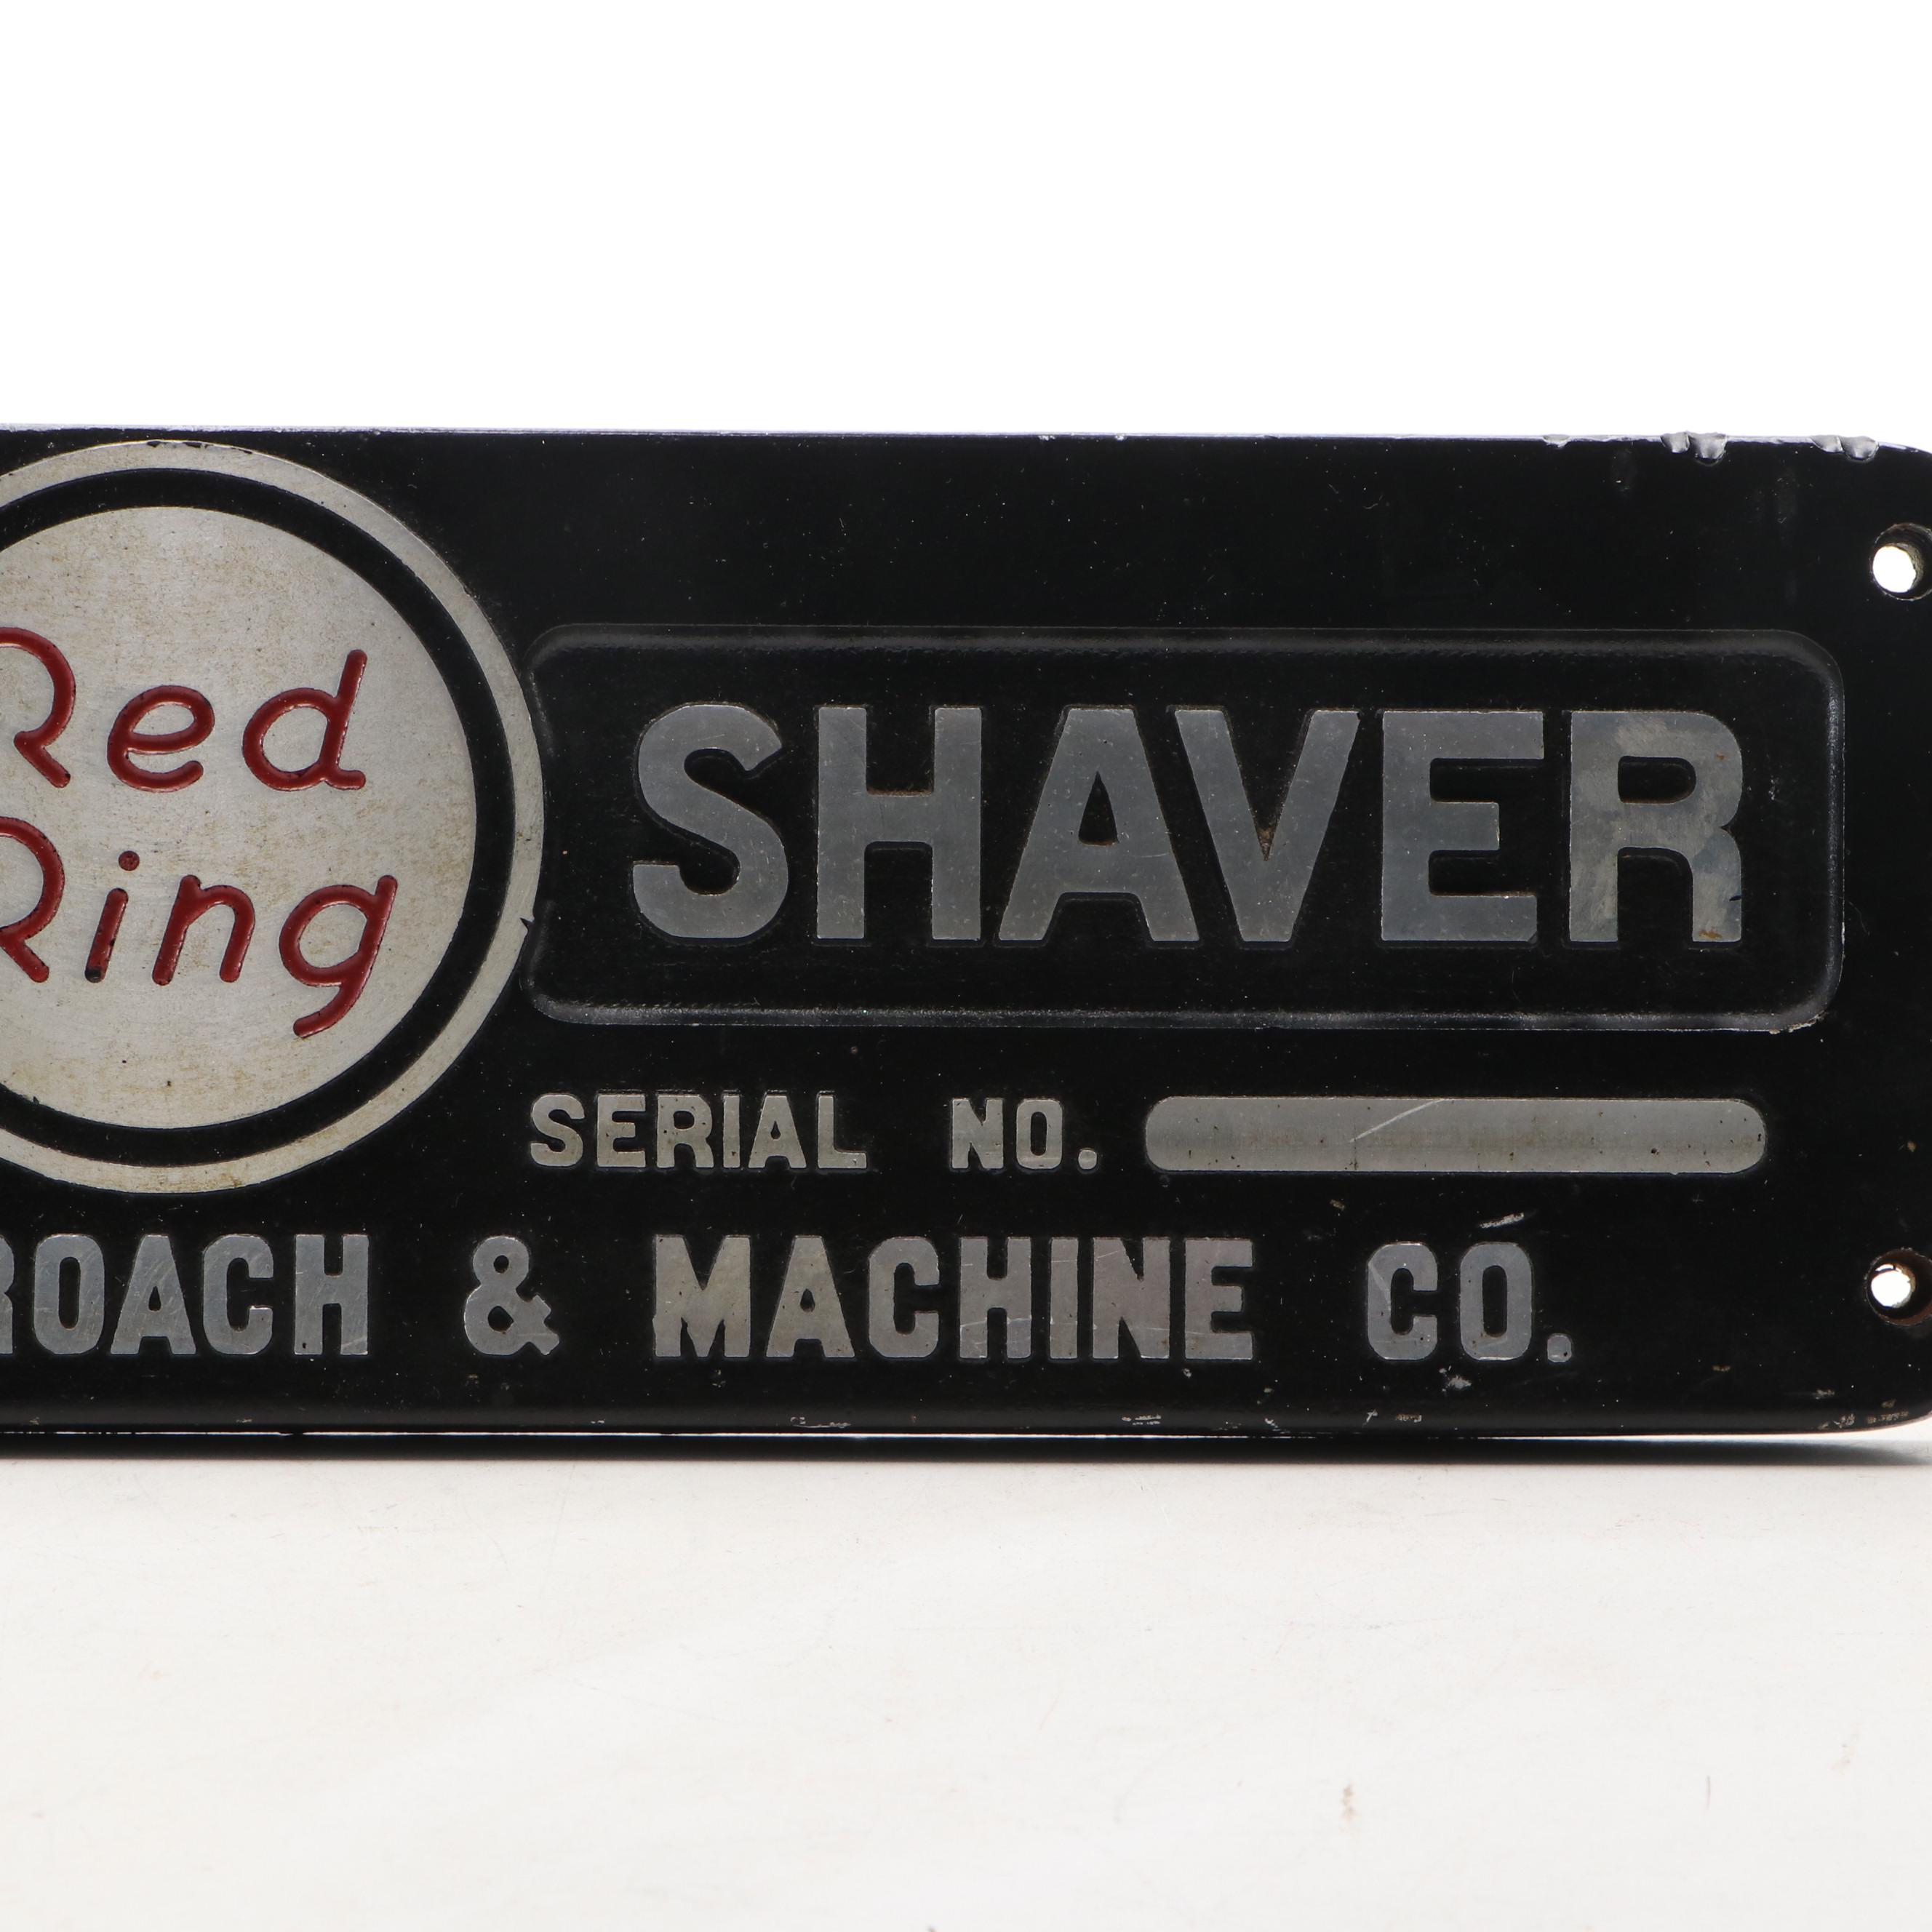 Red
Ring
SHAVER
SERIAL NO.
ROACH & MACHINE CO.